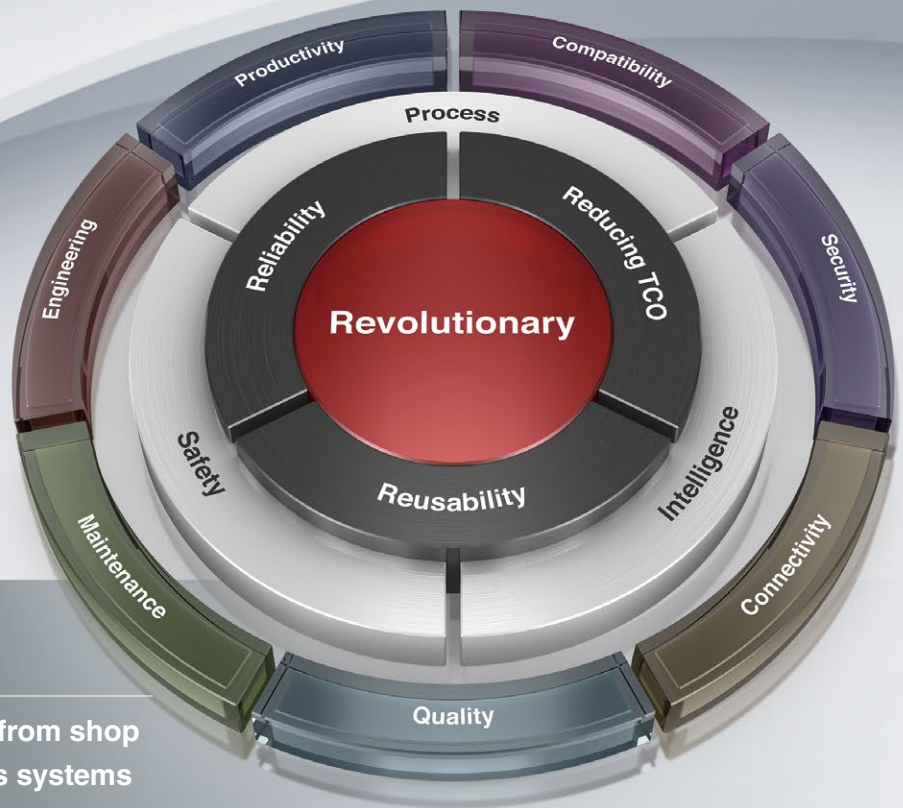 Productivity
Compatibility
Process
Engineering
Reliability
Reducing TCO
Security
Revolutionary
Safety
Reusability
Intelligence
Maintenance
Connectivity
Quality
from shop
s systems